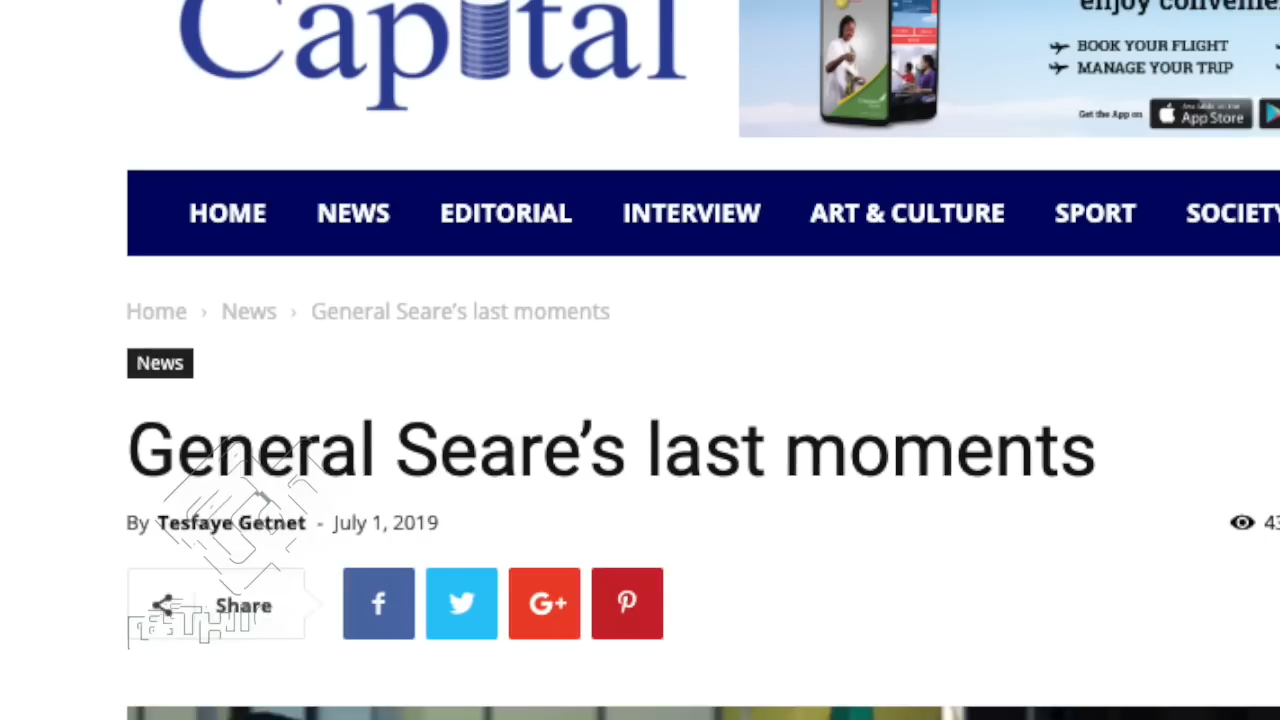 Capital
enjoy
BOOK YOUR FLIGHT
MANAGE YOUR TRIP
Get the App on
App Store
HOME NEWS EDITORIAL INTERVIEW ART & CULTURE SPORT SOCIETY
Home › News › General Seare’s last moments
News
General Seare’s last moments
By Tesfaye Getnet - July 1, 2019
Share